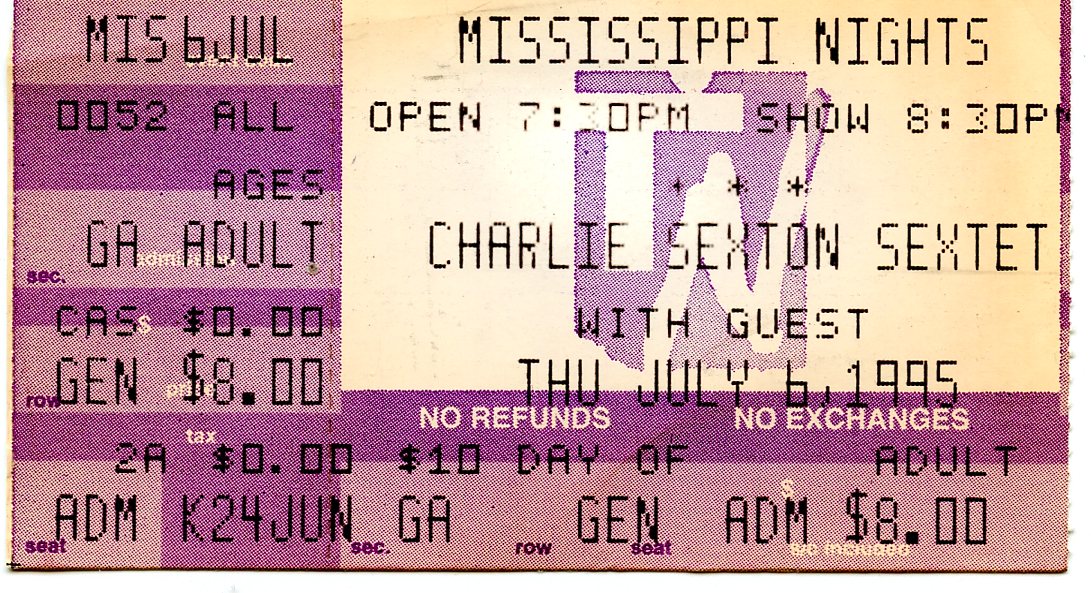 MIS 6JUL
0052 ALL
AGES
GA ADULT
sec.
CAS $ $0.00
GEN $8.00
row
tax
2A $0.00
ADM K24JUN
seat
MISSISSIPPI NIGHTS
OPEN 7:30PM SHOW 8:30PM
* * *
CHARLIE SEXTON SEXTET
WITH GUEST
THU JULY 6,1995
NO REFUNDS NO EXCHANGES
$10 DAY OF ADULT
$
GA GEN ADM $8.00
sec. row seat s/c included